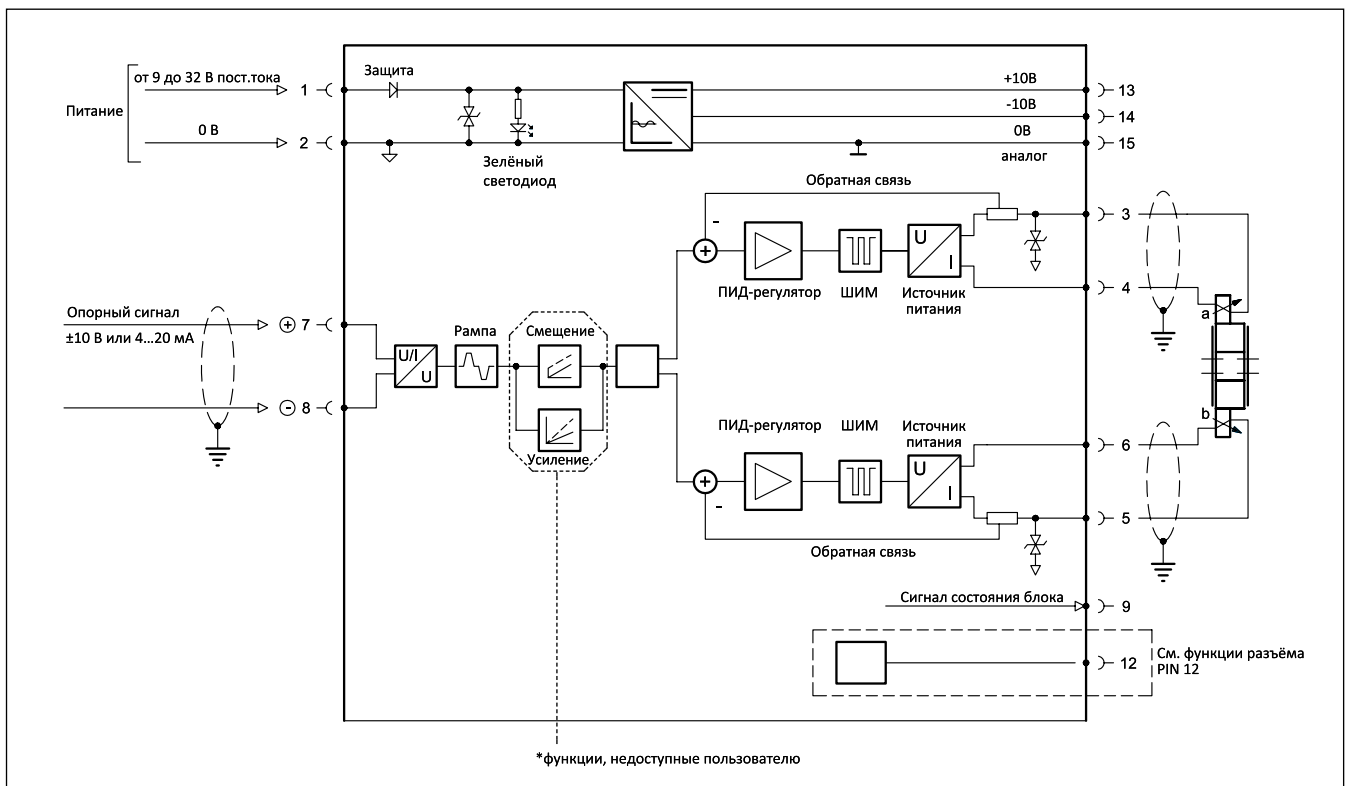 Питание
от 9 до 32 В пост.тока
1
0 В
2
Защита
Зелёный
светодиод
+10В
13
-10В
14
0В
15
аналог
Обратная связь
-
+
ПИД-регулятор
ШИМ
U
I
Источник
питания
3
4
Опорный сигнал
±10 В или 4...20 мА
+ 7
- 8
U/I
U
Рампа
Смещение
Усиление
a
b
ПИД-регулятор
ШИМ
Источник
питания
+
-
U
I
6
5
Обратная связь
Сигнал состояния блока
9
12
См. функции разъёма
PIN 12
*функции, недоступные пользователю